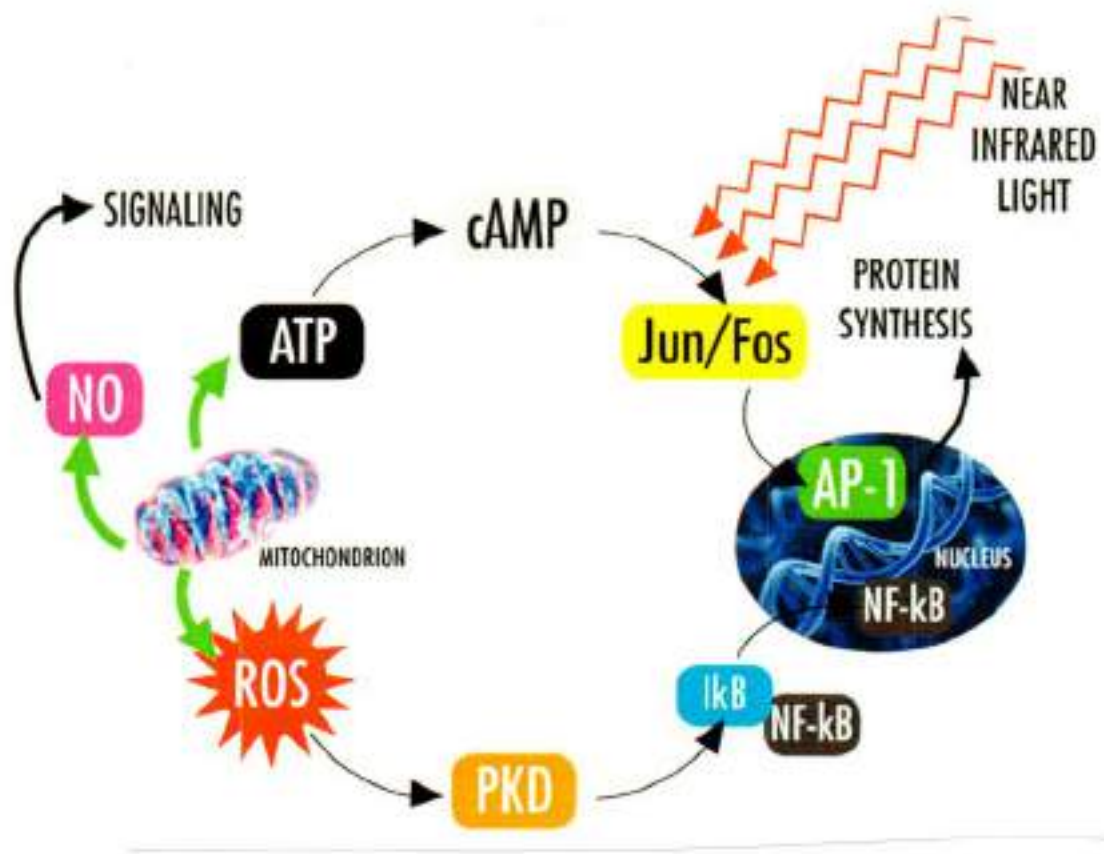 NEAR
INFRARED
LIGHT
SIGNALING
cAMP
PROTEIN
SYNTHESIS
ATP
Jun/Fos
NO
AP-1
MITOCHONDRION
NUCLEUS
NF-kB
ROS
IkB
NF-kB
PKD